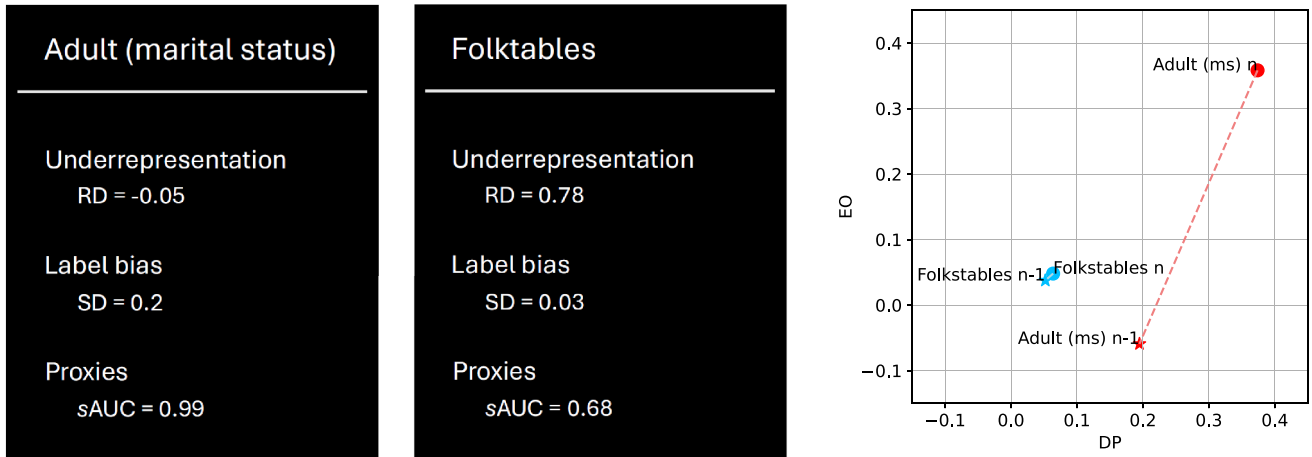 Adult (marital status)
Underrepresentation
RD = -0.05
Label bias
SD = 0.2
Proxies
sAUC = 0.99
Folktables
Underrepresentation
RD = 0.78
Label bias
SD = 0.03
Proxies
sAUC = 0.68
EO
0.4
0.3
0.2
0.1
0.0
−0.1
Adult (ms) n
Folkstables n
Folkstables n-1
Adult (ms) n-1
−0.1
0.0
0.1
0.2
0.3
0.4
DP